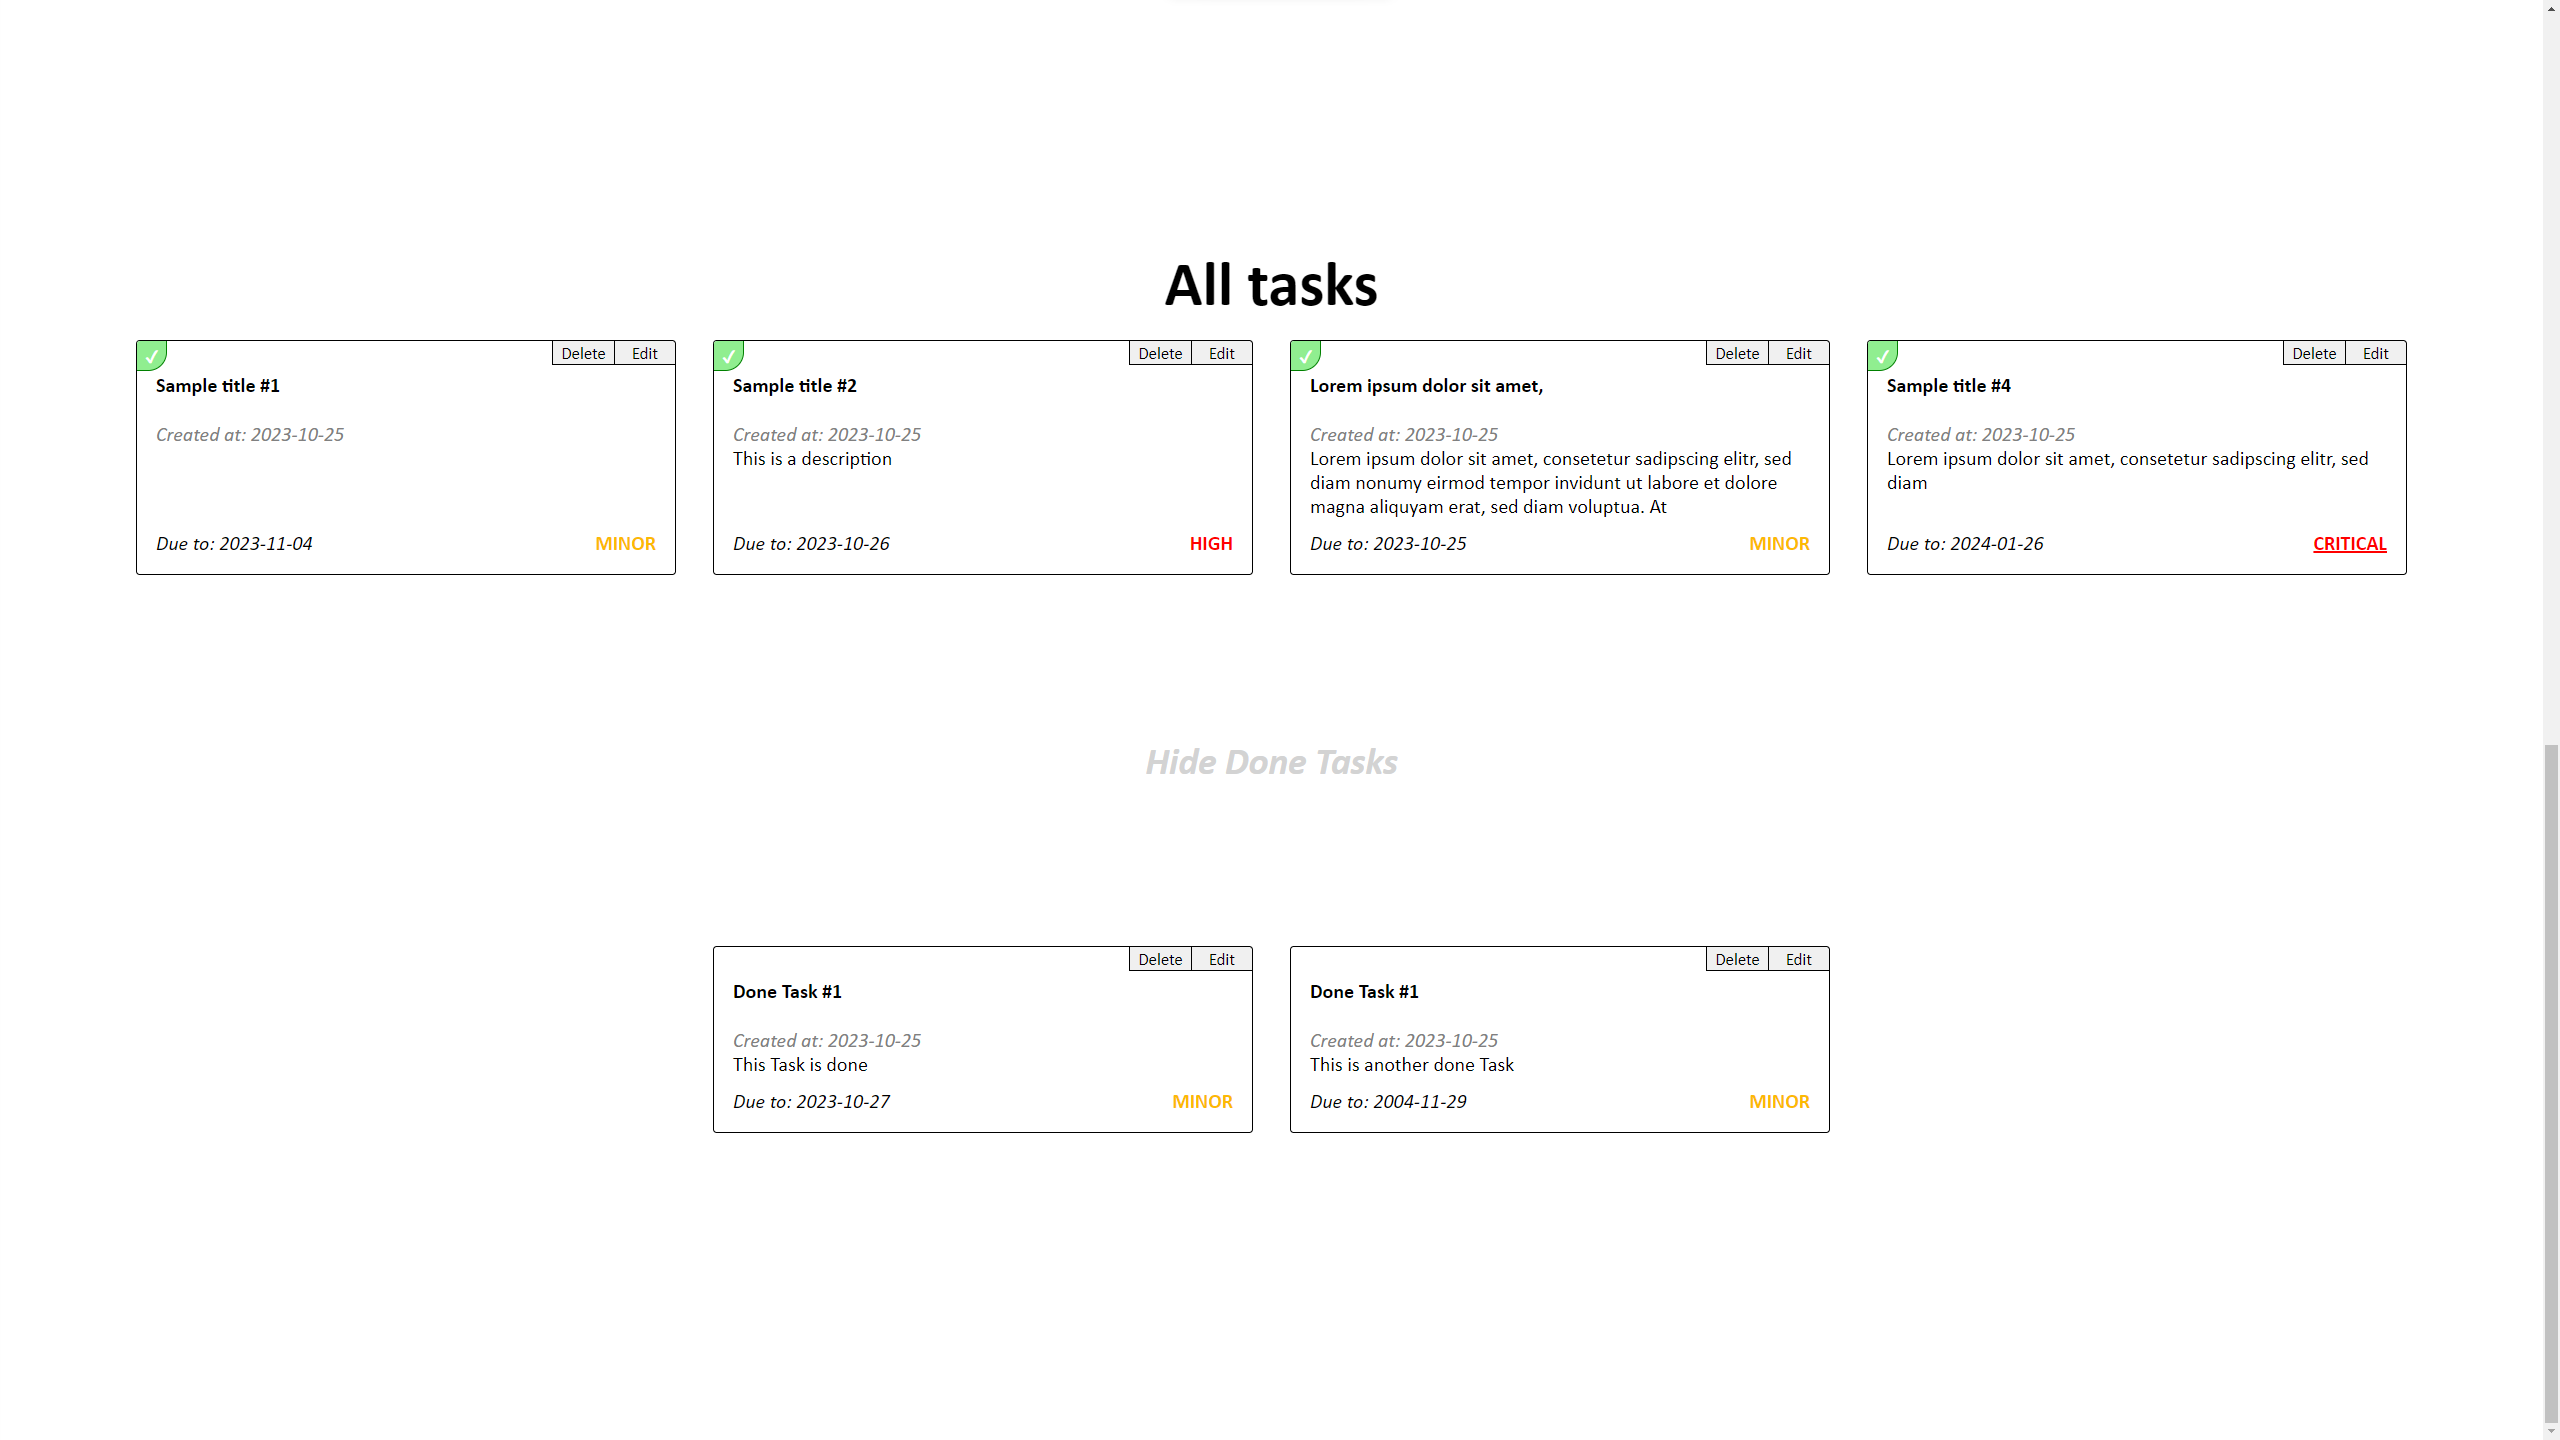 All tasks
Delete Edit
Sample title #1
Created at: 2023-10-25
Due to: 2023-11-04 MINOR
Delete Edit
Sample title #2
Created at: 2023-10-25
This is a description
Due to: 2023-10-26 HIGH
Delete Edit
Lorem ipsum dolor sit amet,
Created at: 2023-10-25
Lorem ipsum dolor sit amet, consetetur sadipscing elitr, sed
diam nonumy eirmod tempor invidunt ut labore et dolore
magna aliquyam erat, sed diam voluptua. At
Due to: 2023-10-25 MINOR
Delete Edit
Sample title #4
Created at: 2023-10-25
Lorem ipsum dolor sit amet, consetetur sadipscing elitr, sed
diam
Due to: 2024-01-26 CRITICAL
Hide Done Tasks
Delete Edit
Done Task #1
Created at: 2023-10-25
This Task is done
Due to: 2023-10-27 MINOR
Delete Edit
Done Task #1
Created at: 2023-10-25
This is another done Task
Due to: 2004-11-29 MINOR